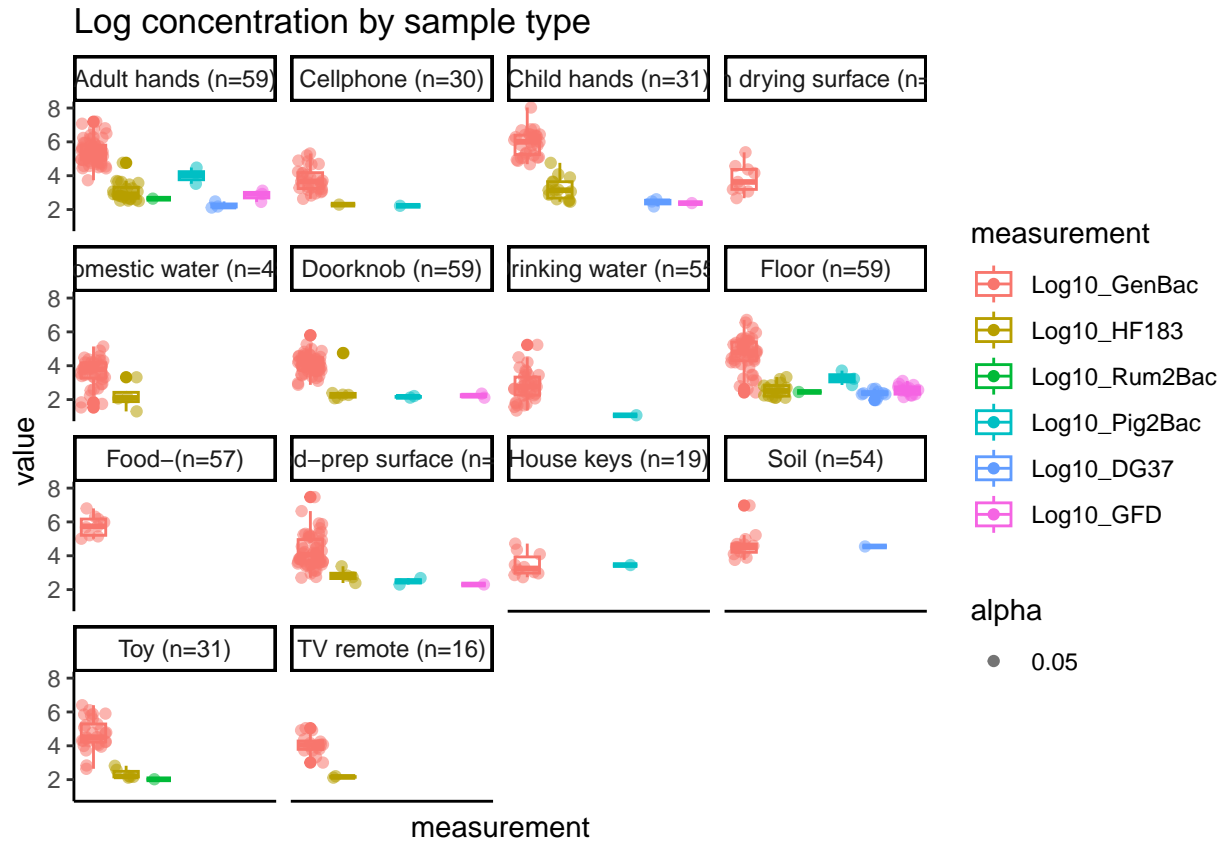 Log concentration by sample type
Adult hands (n=59) Cellphone (n=30) Child hands (n=31) drying surface (n=
8
6
4
2
omestic water (n=4 Doorknob (n=59) rinking water (n=55 Floor (n=59)
8
6
4
2
Food−(n=57) d−prep surface (n= House keys (n=19) Soil (n=54)
8
6
4
2
Toy (n=31) TV remote (n=16)
8
6
4
2
value
measurement
measurement
Log10_GenBac
Log10_HF183
Log10_Rum2Bac
Log10_Pig2Bac
Log10_DG37
Log10_GFD
alpha
0.05